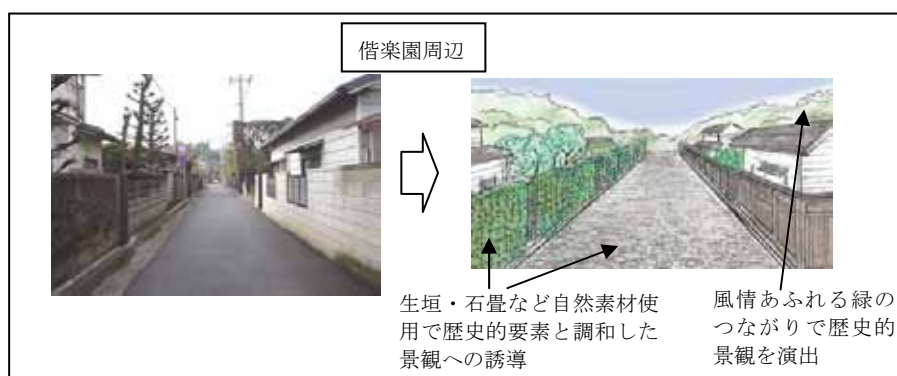 偕楽園周辺
生垣・石畳など自然素材使
用で歴史的要素と調和した
景観への誘導
風情あふれる緑の
つながりで歴史的
景観を演出